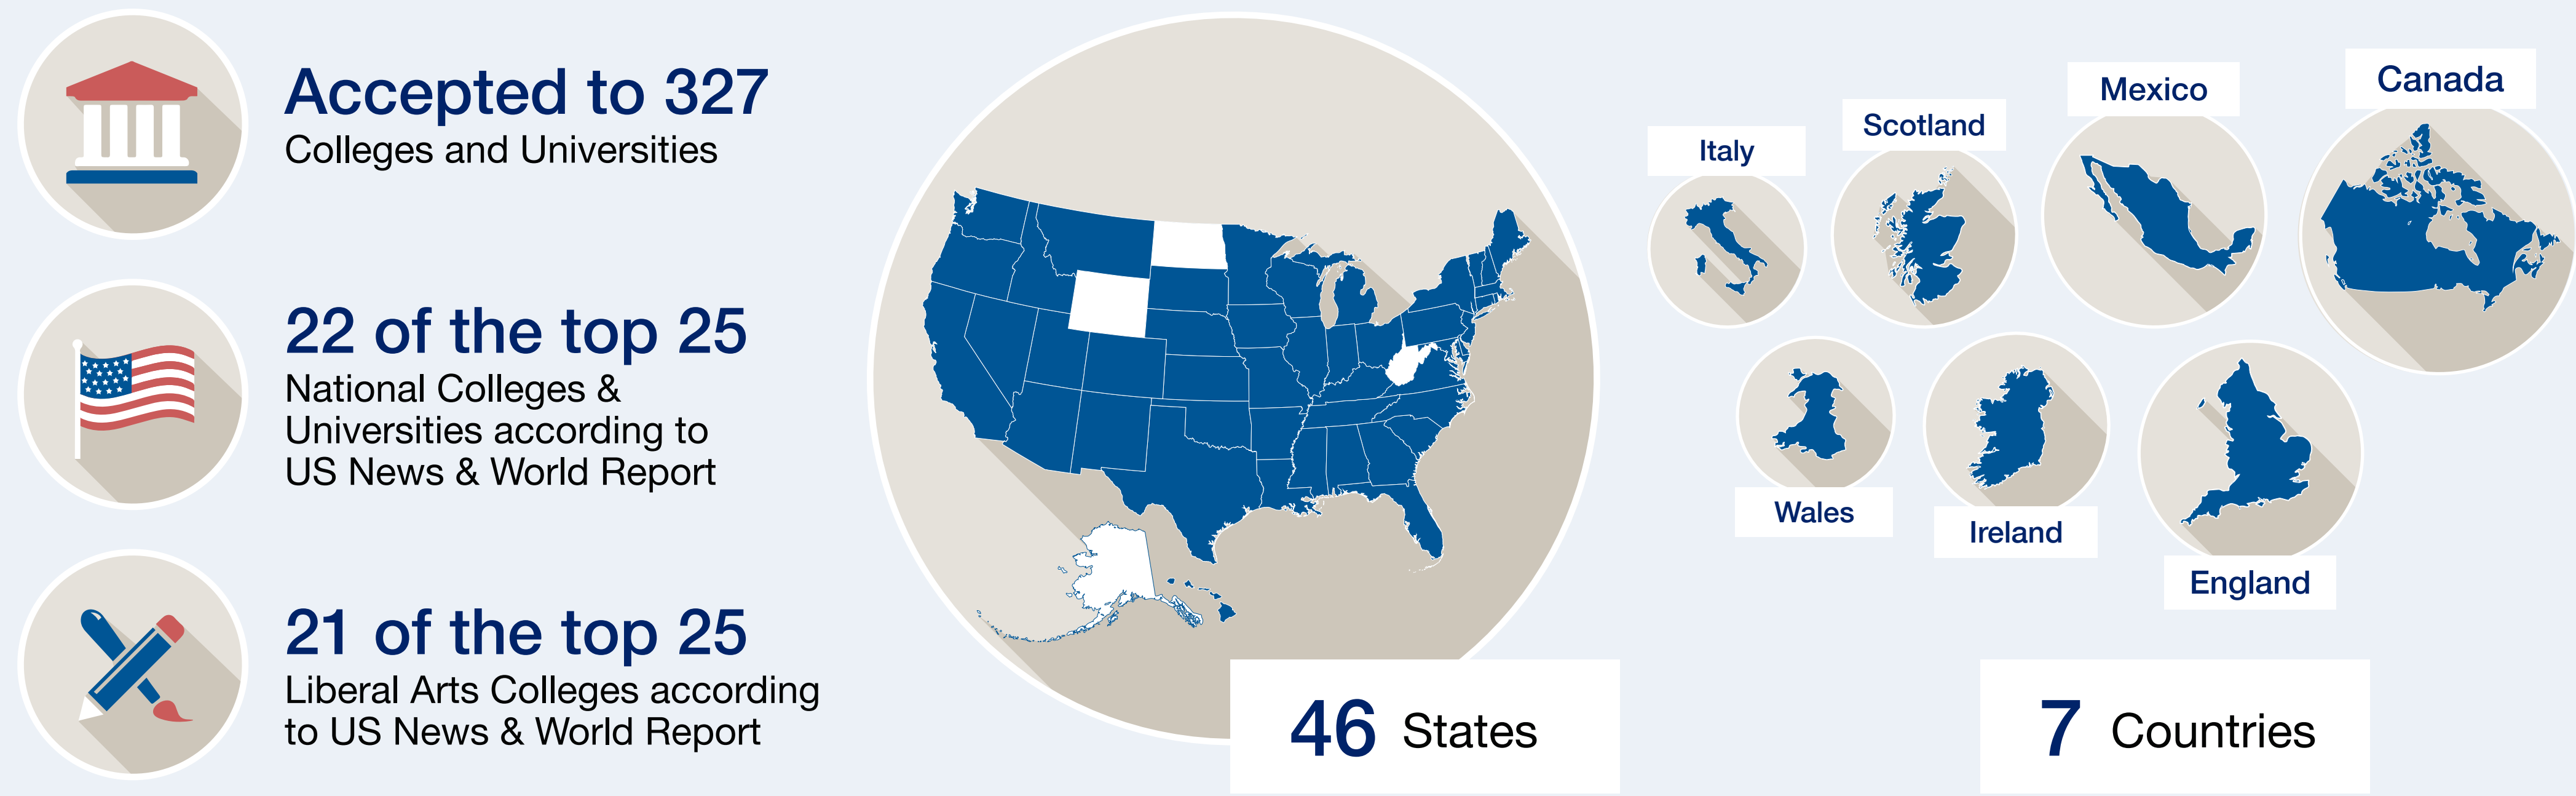 Accepted to 327
Colleges and Universities
22 of the top 25
National Colleges &
Universities according to
US News & World Report
21 of the top 25
Liberal Arts Colleges according
to US News & World Report
46 States
Italy
Scotland
Mexico
Canada
Wales
Ireland
England
7 Countries